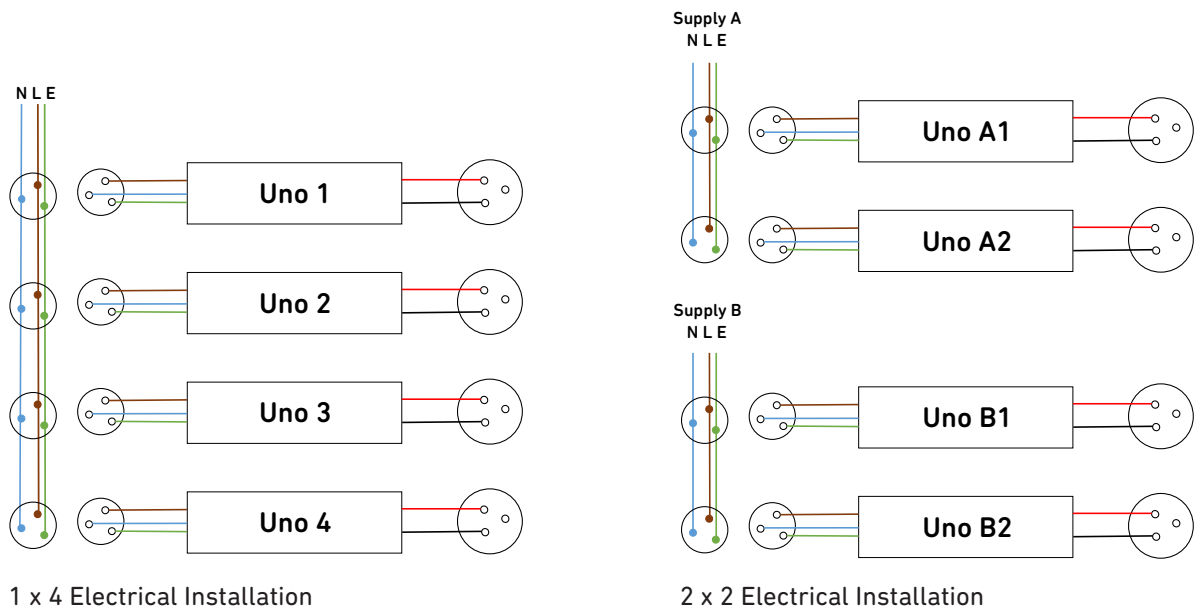 N L E
Uno 1
Uno 2
Uno 3
Uno 4
1 x 4 Electrical Installation
Supply A
N L E
Uno A1
Uno A2
Supply B
N L E
Uno B1
Uno B2
2 x 2 Electrical Installation